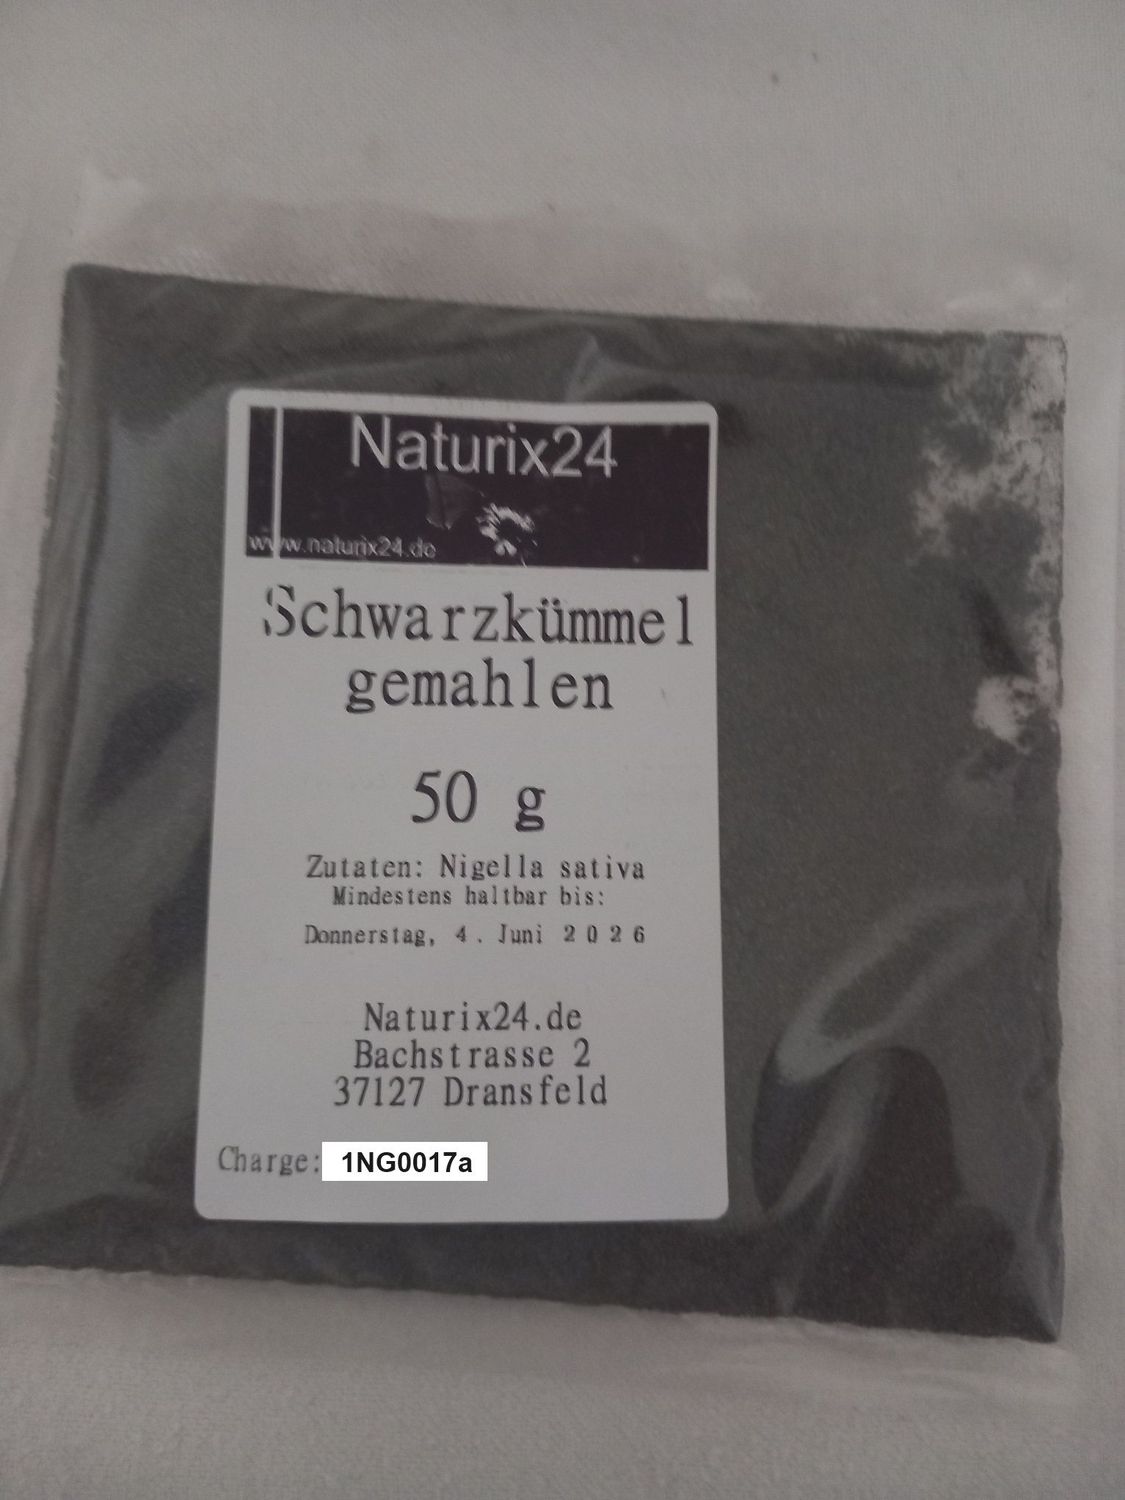 Naturix24
www.naturix24.de
Schwarzkümmel
gemahlen
50 g
Zutaten: Nigella sativa
Mindestens haltbar bis:
Donnerstag, 4. Juni 2026
Naturix24.de
Bachstrasse 2
37127 Dransfeld
Charge: 1NG0017a